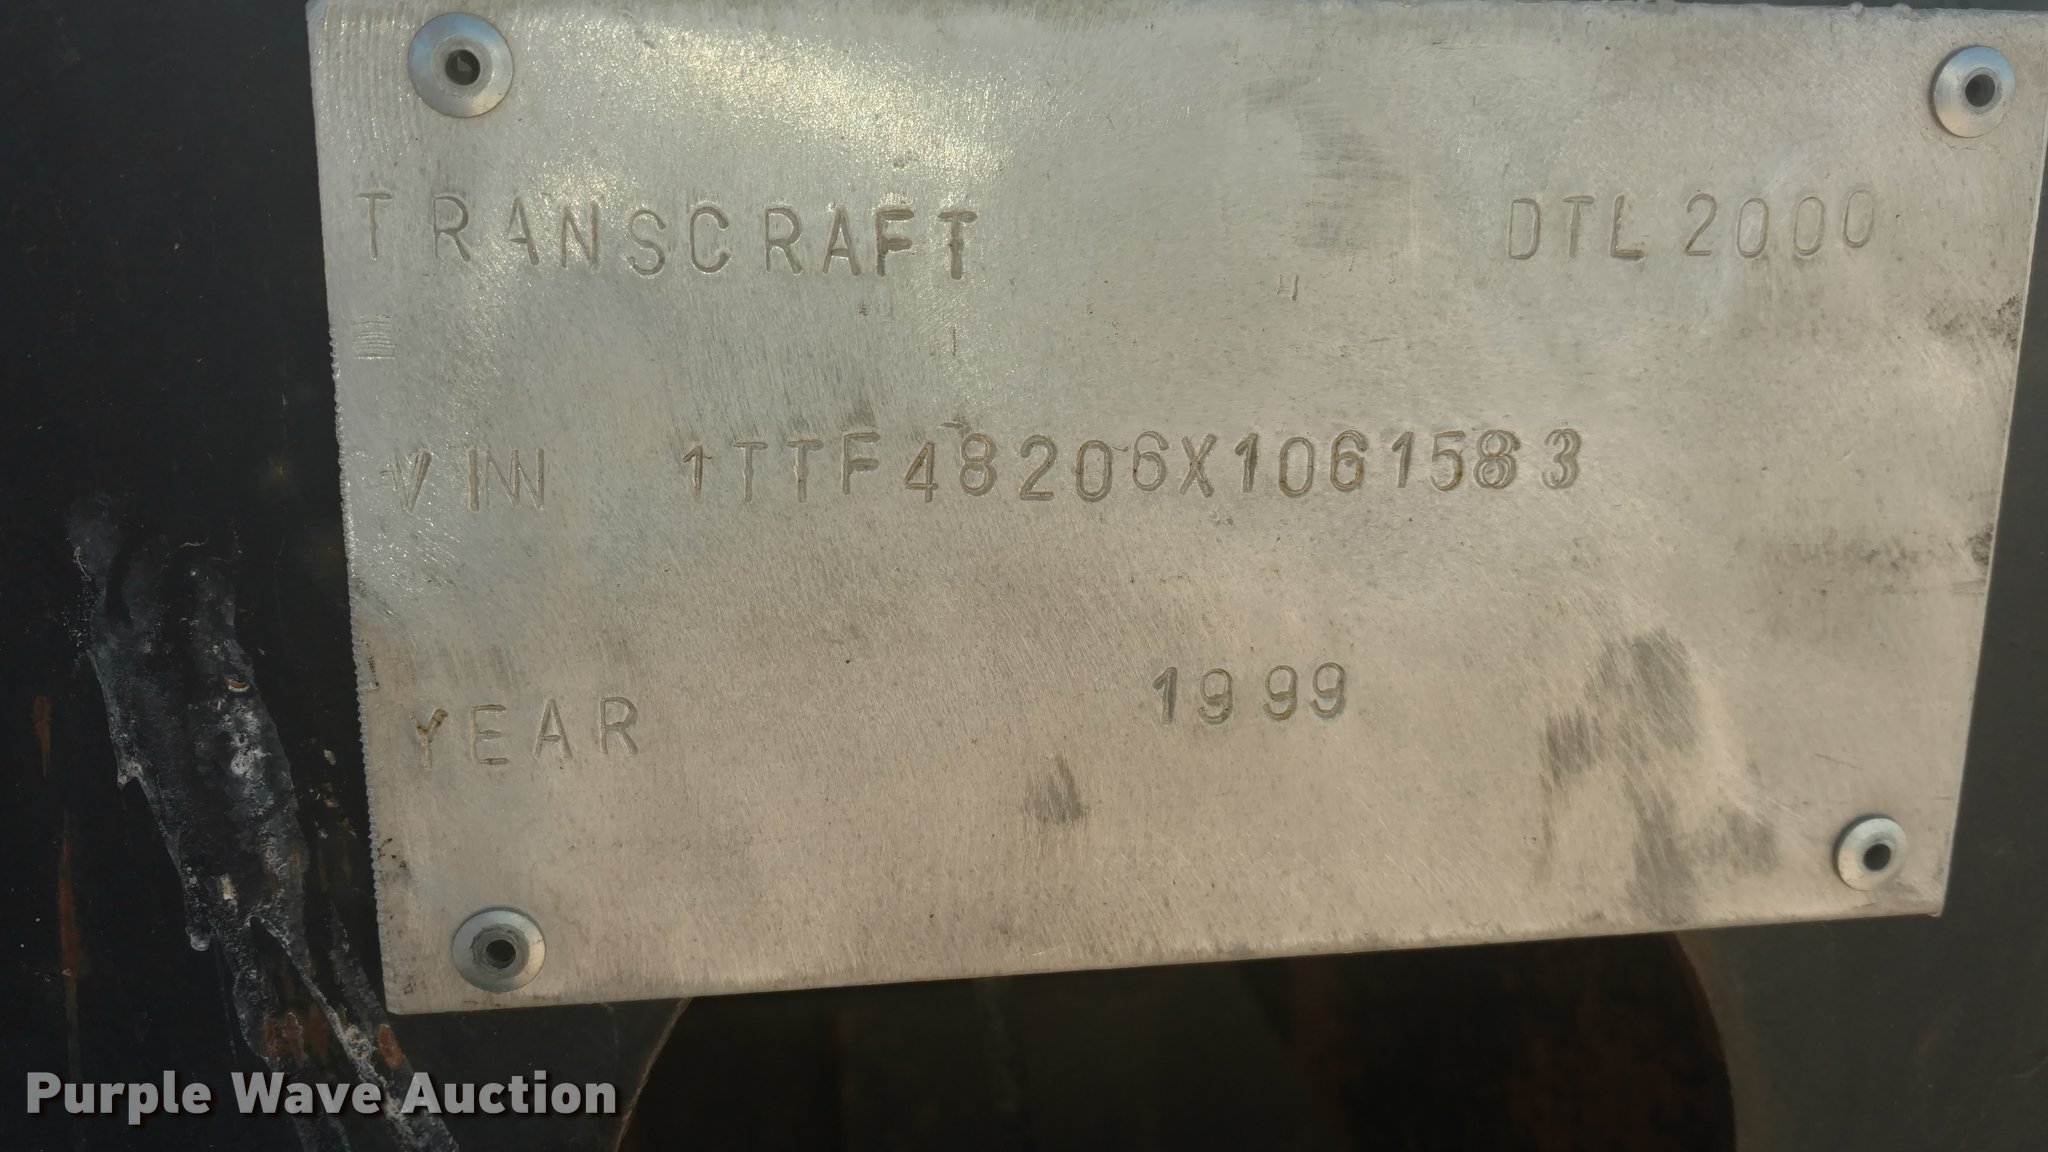 TRANSCRAFT DTL 2000
VIN 1TTF48206X1061583
YEAR 1999
Purple Wave Auction